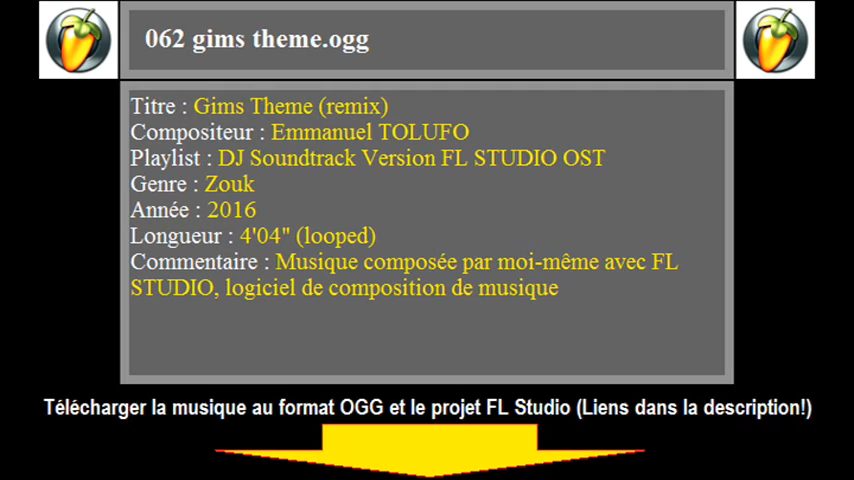 062 gims theme.ogg
Titre : Gims Theme (remix)
Compositeur : Emmanuel TOLUFO
Playlist : DJ Soundtrack Version FL STUDIO OST
Genre : Zouk
Année : 2016
Longueur : 4'04" (looped)
Commentaire : Musique composée par moi-même avec FL
STUDIO, logiciel de composition de musique
Télécharger la musique au format OGG et le projet FL Studio (Liens dans la description!)